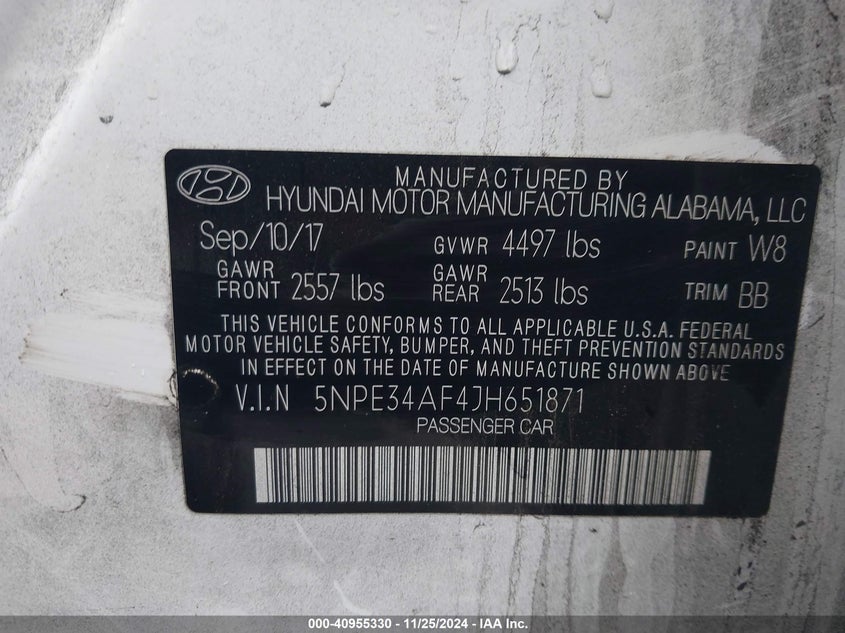 MANUFACTURED BY
HYUNDAI MOTOR MANUFACTURING ALABAMA, LLC
Sep/10/17 GVWR 4497 lbs PAINT W8
GAWR FRONT 2557 lbs GAWR REAR 2513 lbs TRIM BB
THIS VEHICLE CONFORMS TO ALL APPLICABLE U.S.A. FEDERAL
MOTOR VEHICLE SAFETY, BUMPER, AND THEFT PREVENTION STANDARDS
IN EFFECT ON THE DATE OF MANUFACTURE SHOWN ABOVE.
V.I.N 5NPE34AF4JH651871
PASSENGER CAR
000-40955330 - 11/25/2024 - IAA Inc.